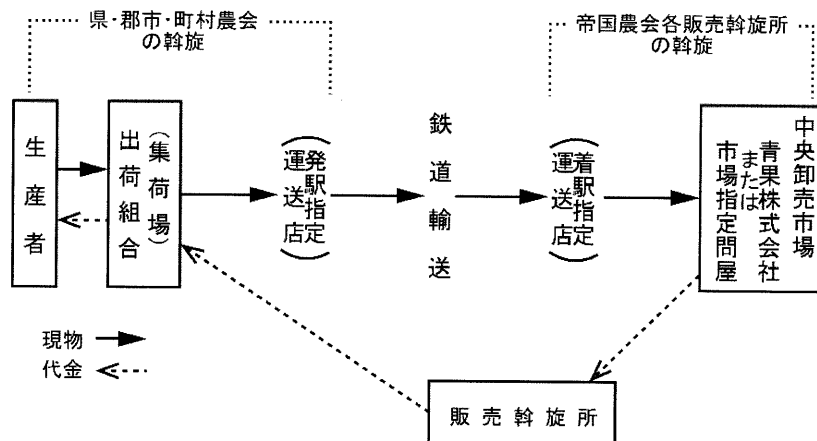 県・郡市・町村農会
の斡旋
帝国農会各販売斡旋所
の斡旋
生産者
出荷組合
(集荷場)
運送店
(発駅指定)
鉄道輸送
運送店
(着駅指定)
中央卸売市場
青果株式会社
または
市場指定問屋
現物
代金
販売斡旋所